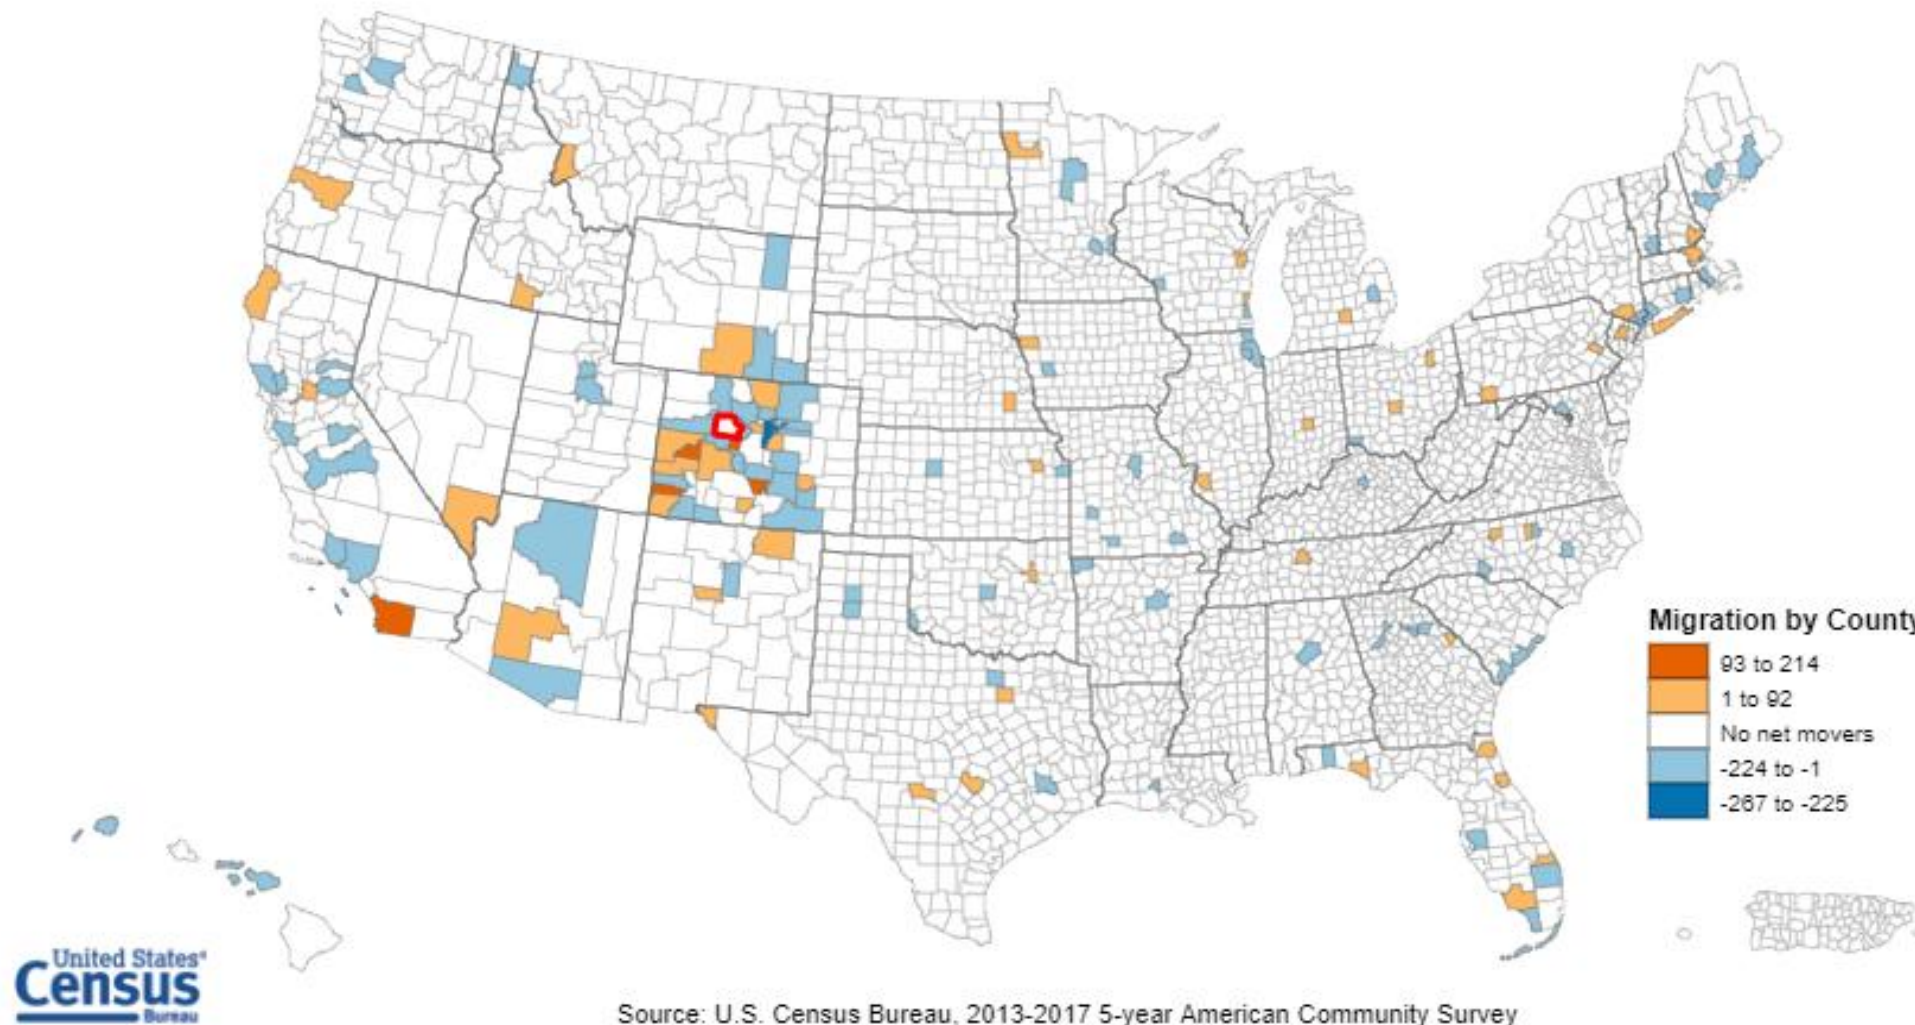 Migration by County
93 to 214
1 to 92
No net movers
-224 to -1
-267 to -225
United States®
Census
Bureau
Source: U.S. Census Bureau, 2013-2017 5-year American Community Survey